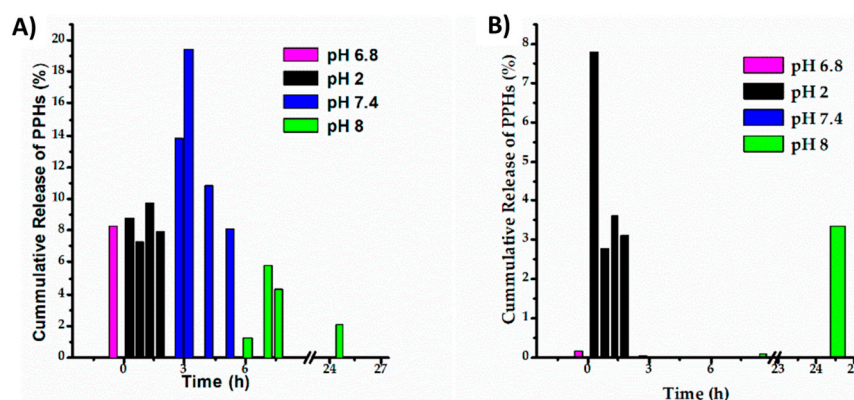 A)
Cummulative Release of PPHs (%)
20
18
16
14
12
10
8
6
4
2
0
pH 6.8
pH 2
pH 7.4
pH 8
0 3 6 24 27
Time (h)
B)
Cummulative Release of PPHs (%)
8
7
6
5
4
3
2
1
0
pH 6.8
pH 2
pH 7.4
pH 8
0 3 6 23 24
Time (h)